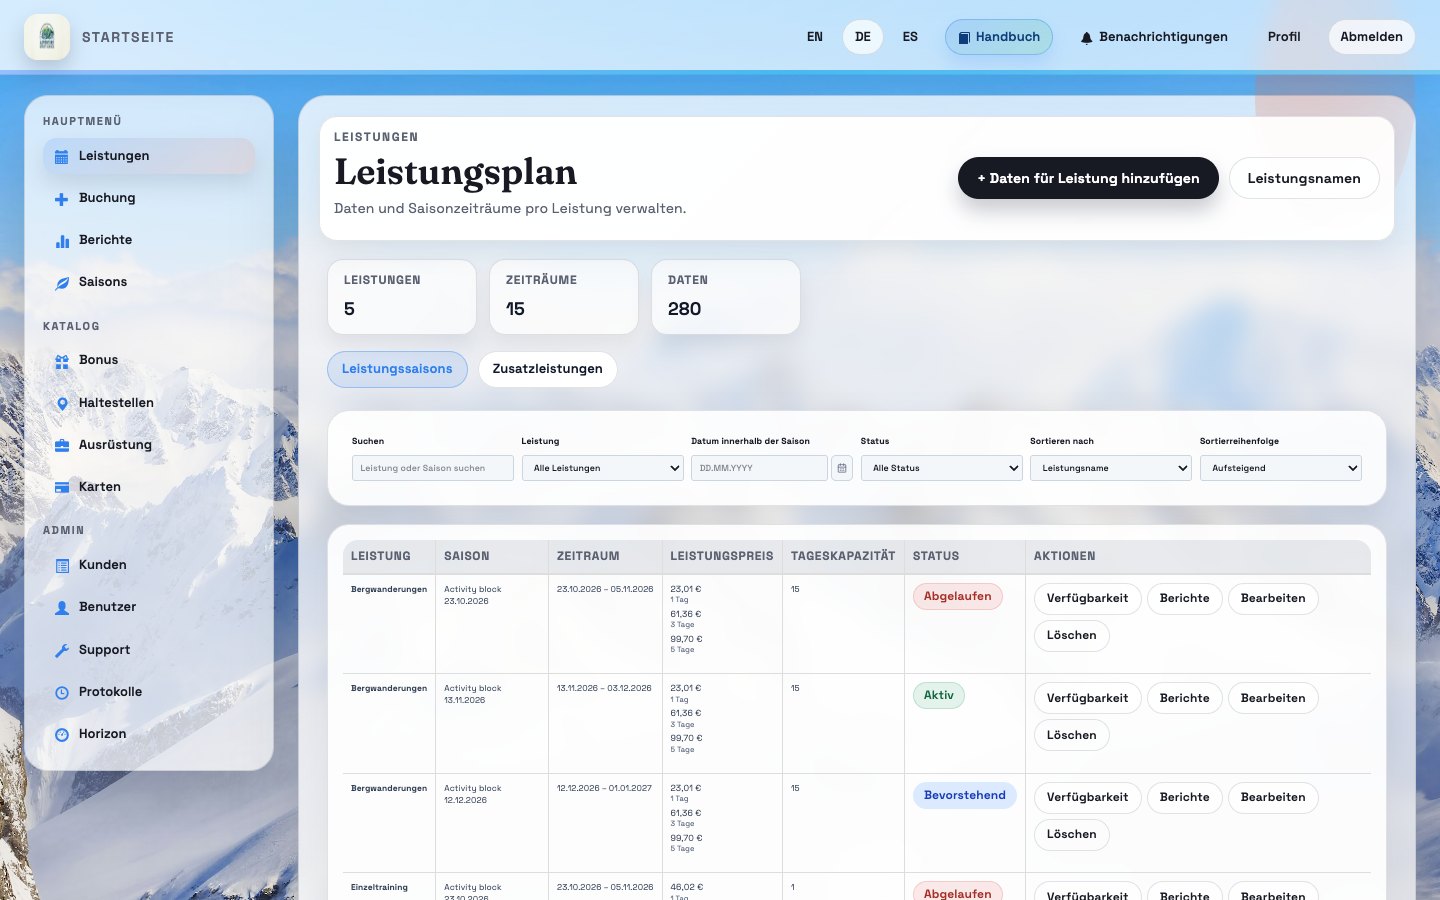 STARTSEITE
EN DE ES Handbuch Benachrichtigungen Profil Abmelden
HAUPTMENÜ
Leistungen
Buchung
Berichte
Saisons
KATALOG
Bonus
Haltestellen
Ausrüstung
Karten
ADMIN
Kunden
Benutzer
Support
Protokolle
Horizon
LEISTUNGEN
Leistungsplan
Daten und Saisonzeiträume pro Leistung verwalten.
+ Daten für Leistung hinzufügen Leistungsnamen
LEISTUNGEN
5
ZEITRÄUME
15
DATEN
280
Leistungssaisons Zusatzleistungen
Suchen Leistung Datum innerhalb der Saison Status Sortieren nach Sortierreihenfolge
Leistung oder Saison suchen Alle Leistungen DD.MM.YYYY Alle Status Leistungsname Aufsteigend
LEISTUNG SAISON ZEITRAUM LEISTUNGSPREIS TAGESKAPAZITÄT STATUS AKTIONEN
Bergwanderungen
Activity block
23.10.2026
23.10.2026 – 05.11.2026
23,01 €
1 Tag
61,36 €
3 Tage
99,70 €
5 Tage
15
Abgelaufen
Verfügbarkeit Berichte Bearbeiten
Löschen
Bergwanderungen
Activity block
13.11.2026
13.11.2026 – 03.12.2026
23,01 €
1 Tag
61,36 €
3 Tage
99,70 €
5 Tage
15
Aktiv
Verfügbarkeit Berichte Bearbeiten
Löschen
Bergwanderungen
Activity block
12.12.2026
12.12.2026 – 01.01.2027
23,01 €
1 Tag
61,36 €
3 Tage
99,70 €
5 Tage
15
Bevorstehend
Verfügbarkeit Berichte Bearbeiten
Löschen
Einzeltraining
Activity block
23.10.2026
23.10.2026 – 05.11.2026
46,02 €
1 Tag
1
Abgelaufen
Verfügbarkeit Berichte Bearbeiten